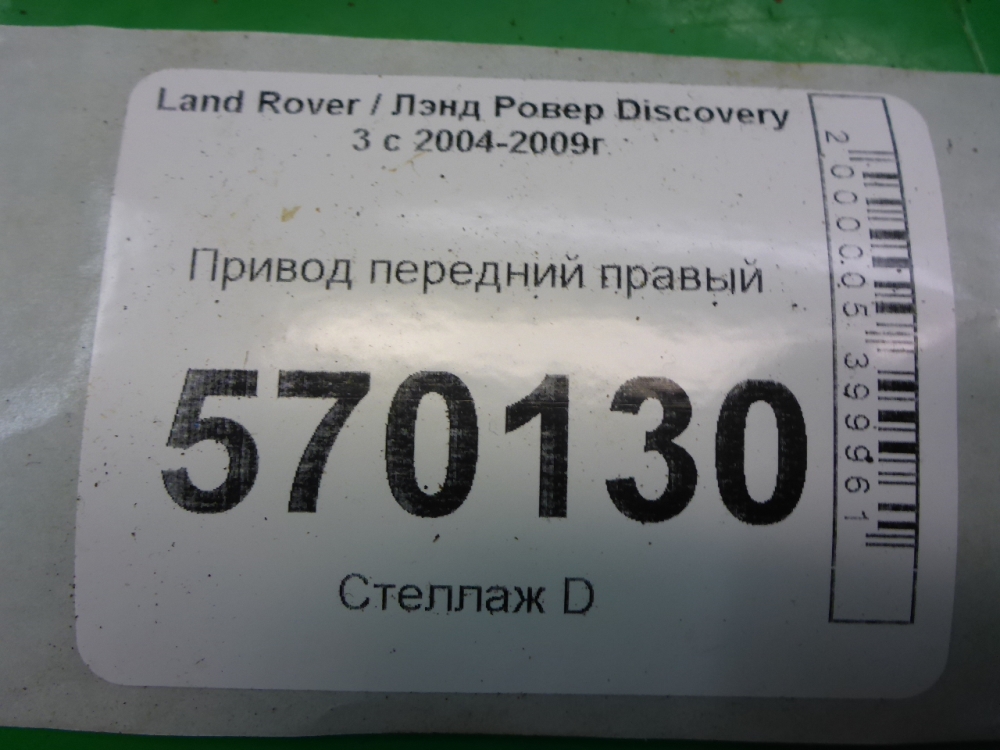 Land Rover / Лэнд Ровер Discovery
3 с 2004-2009г
Привод передний правый
570130
Стеллаж D
2000005399961